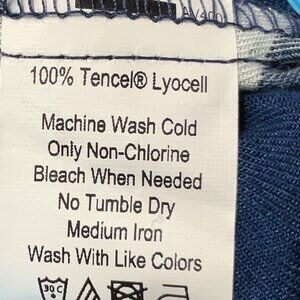 100% Tencel® Lyocell
Machine Wash Cold
Only Non-Chlorine
Bleach When Needed
No Tumble Dry
Medium Iron
Wash With Like Colors
30 C